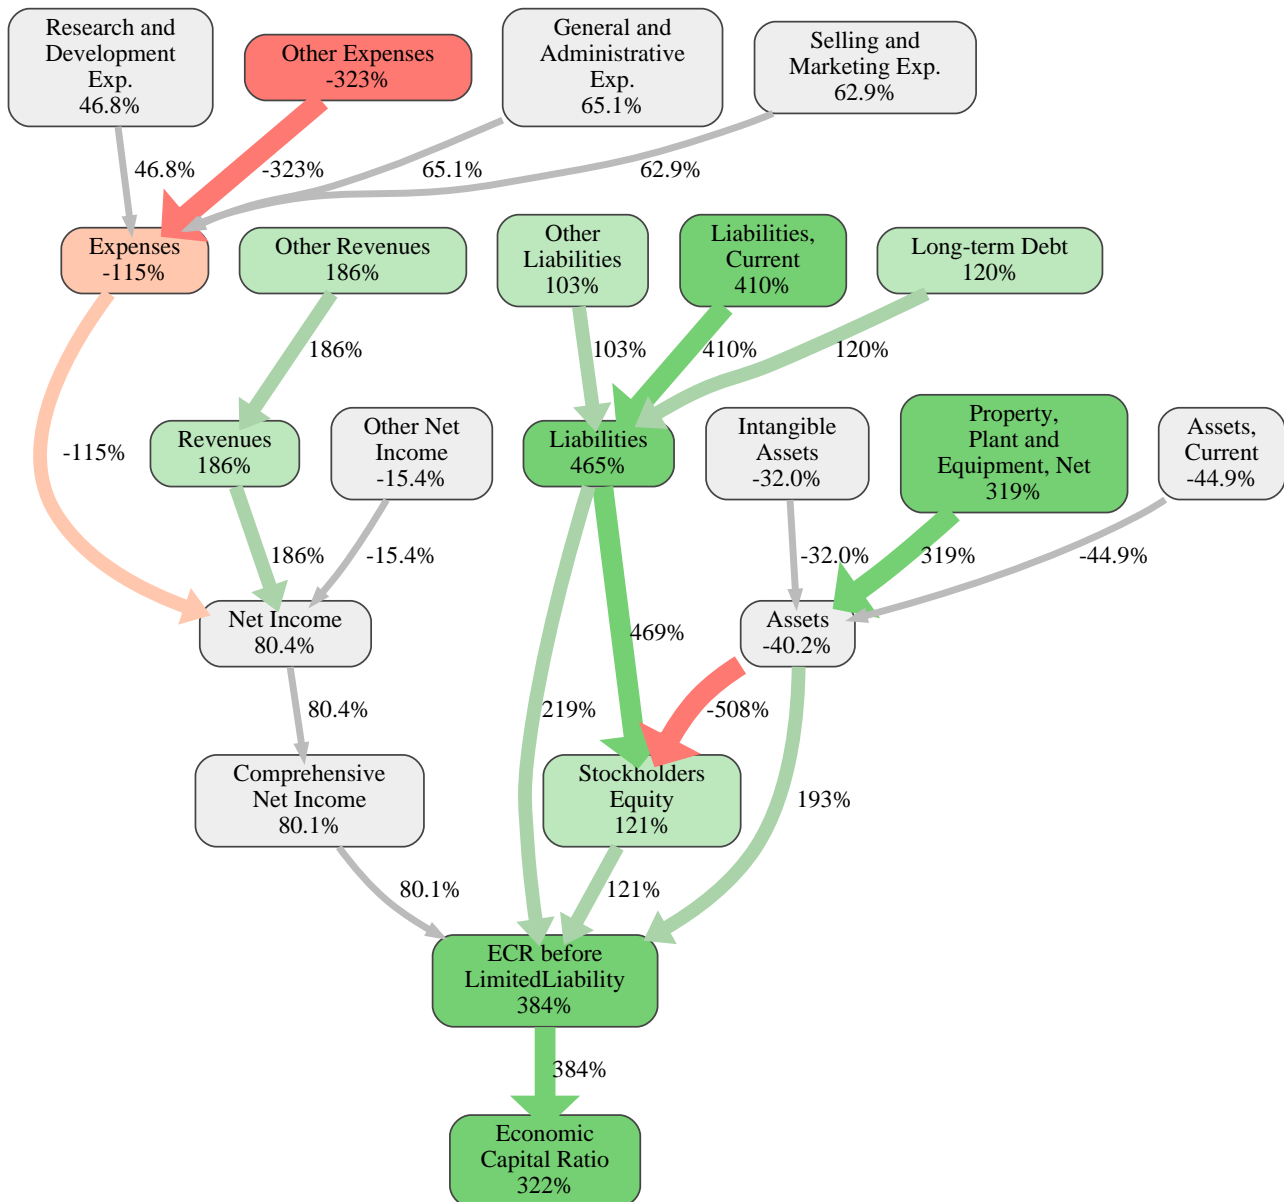 Research and
Development
Exp.
46.8%
Other Expenses
-323%
General and
Administrative
Exp.
65.1%
Selling and
Marketing Exp.
62.9%
46.8%
-323%
65.1%
62.9%
Expenses
-115%
Other Revenues
186%
Other
Liabilities
103%
Liabilities,
Current
410%
Long-term Debt
120%
186%
103%
410%
120%
-115%
Revenues
186%
Other Net
Income
-15.4%
Liabilities
465%
Intangible
Assets
-32.0%
Property,
Plant and
Equipment, Net
319%
Assets,
Current
-44.9%
186%
-15.4%
-32.0%
319%
-44.9%
Net Income
80.4%
469%
Assets
-40.2%
80.4%
219%
-508%
Comprehensive
Net Income
80.1%
Stockholders
Equity
121%
193%
80.1%
121%
ECR before
LimitedLiability
384%
384%
Economic
Capital Ratio
322%